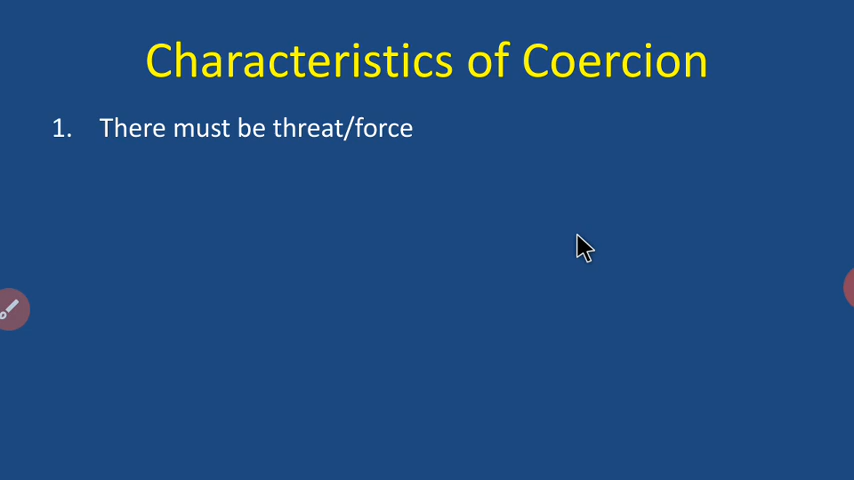 Characteristics of Coercion
1. There must be threat/force